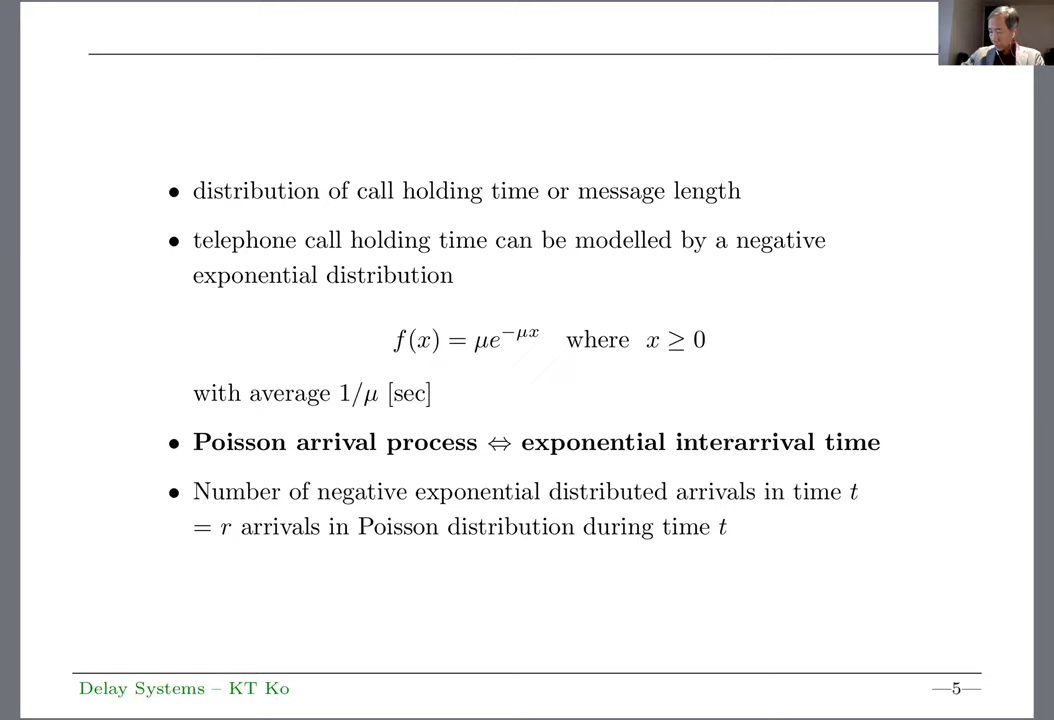 • distribution of call holding time or message length
• telephone call holding time can be modelled by a negative
exponential distribution
f(x) = μe^{−μx} where x ≥ 0
with average 1/μ [sec]
• Poisson arrival process ⇔ exponential interarrival time
• Number of negative exponential distributed arrivals in time t
= r arrivals in Poisson distribution during time t
Delay Systems – KT Ko
—5—